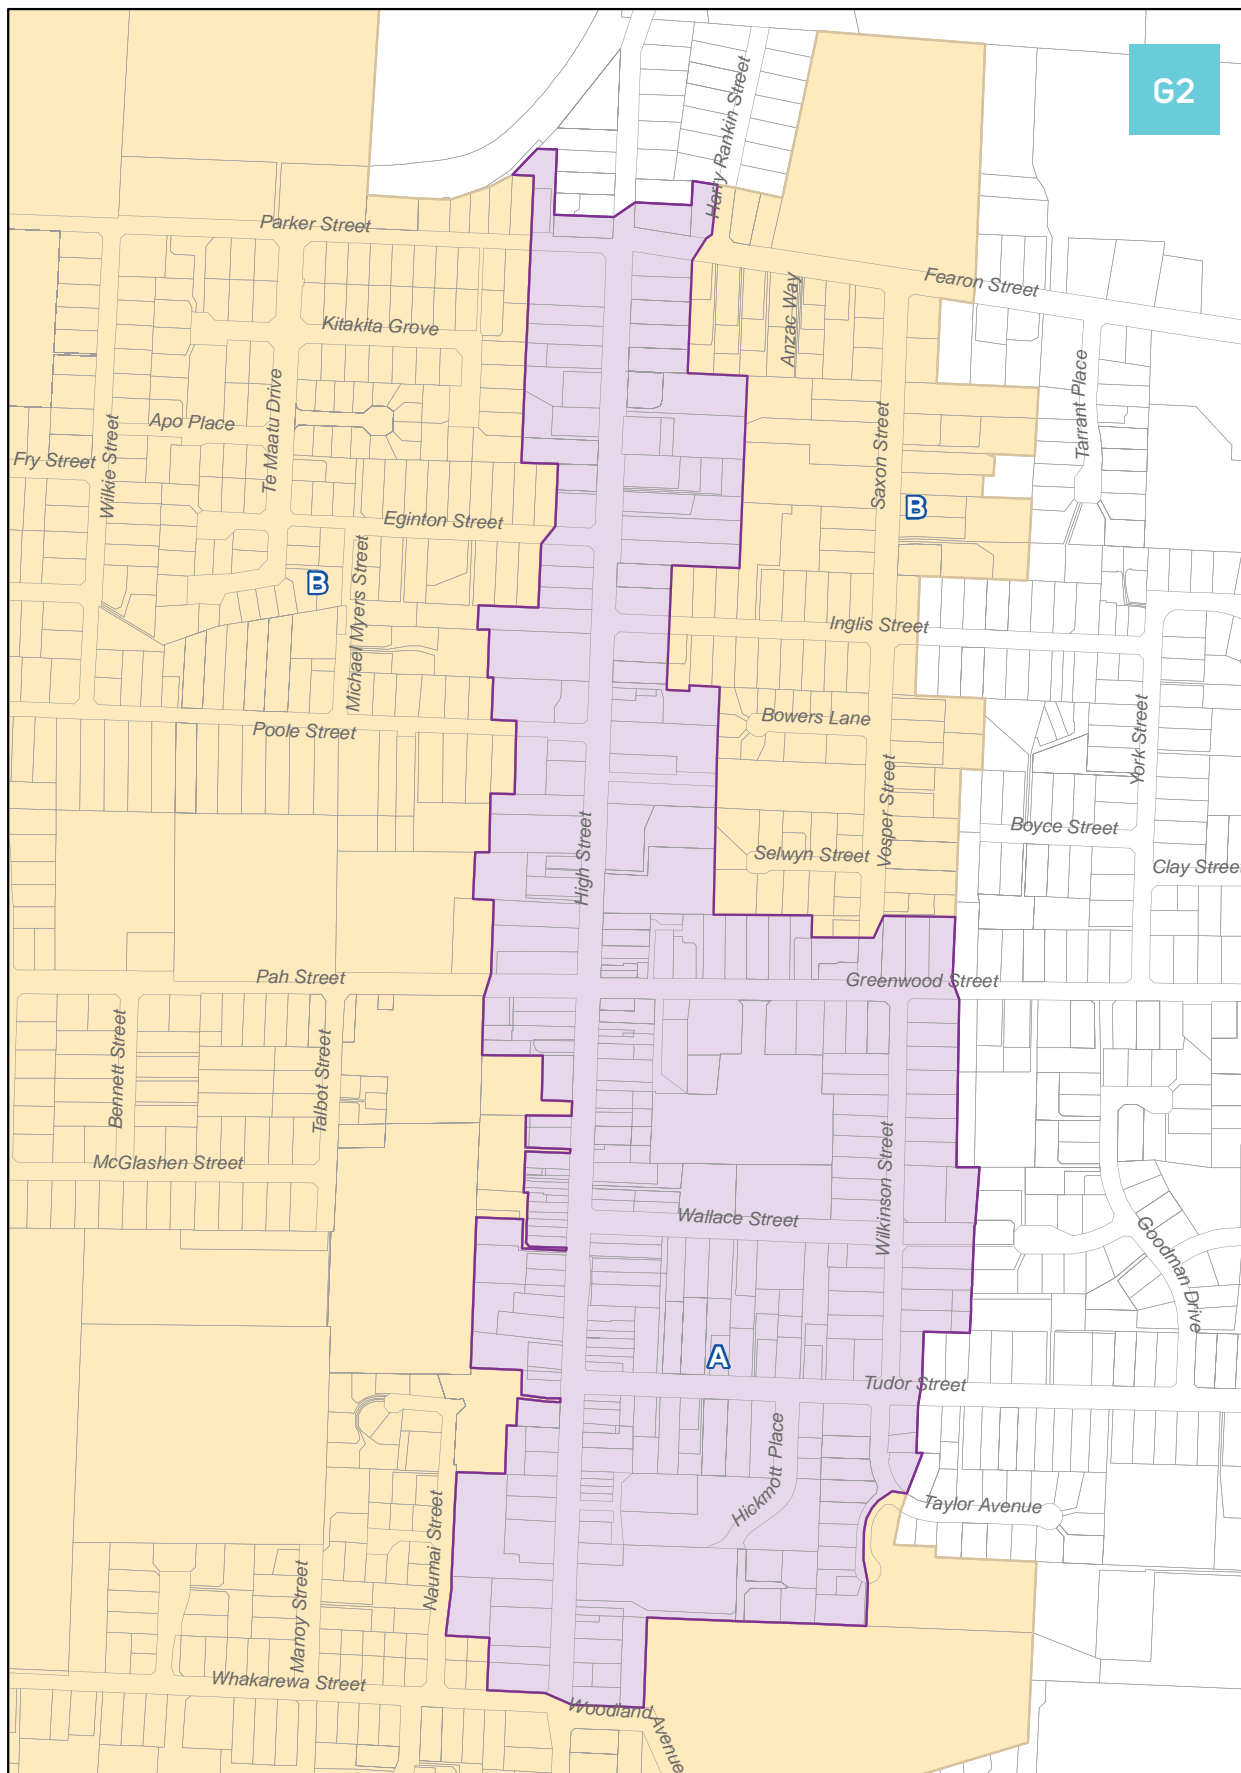 G2
Harry Rankin Street
Parker Street
Fearon Street
Anzac Way
Kitakita Grove
Tarrant Place
Te Maatu Drive
Apo Place
Wilkie Street
Saxon Street
Fry Street
B
Eginton Street
B
Michael Myers Street
Inglis Street
Bowers Lane
Poole Street
York Street
Vosper Street
High Street
Boyce Street
Selwyn Street
Clay Street
Pah Street
Greenwood Street
Bennett Street
Talbot Street
McGlashen Street
Wilkinson Street
Wallace Street
Goodman Drive
A
Tudor Street
Hickmott Place
Taylor Avenue
Naumai Street
Manoy Street
Whakarewa Street
Woodland Avenue